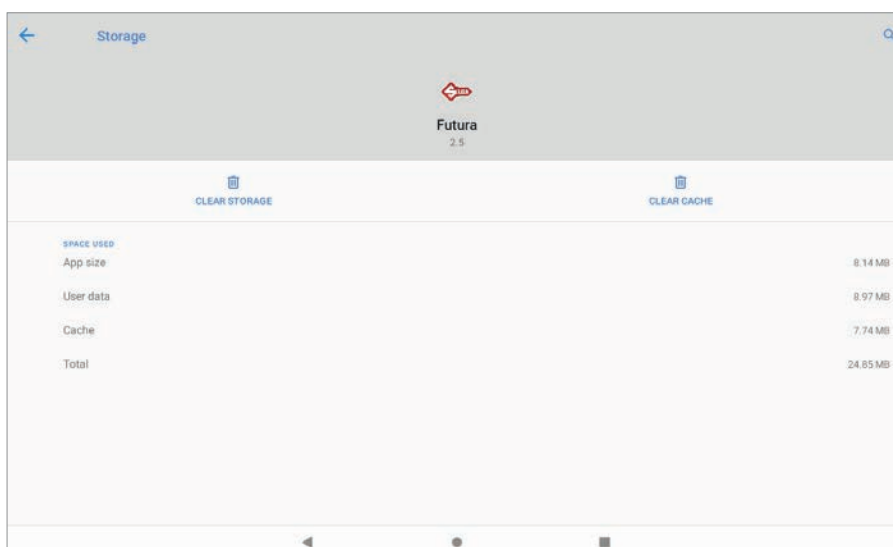 Storage
Futura
2.5
CLEAR STORAGE
CLEAR CACHE
SPACE USED
App size 8.14 MB
User data 8.97 MB
Cache 7.74 MB
Total 24.85 MB